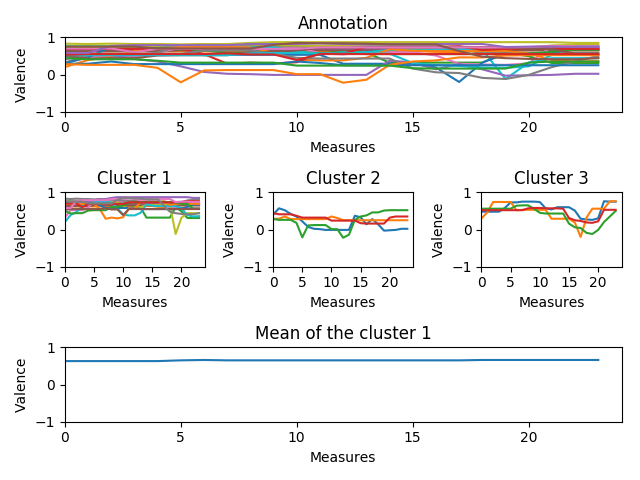 Annotation
Valence
1
0
−1
0 5 10 15 20
Measures
Cluster 1 Cluster 2 Cluster 3
Valence Valence Valence
1 1 1
0 0 0
−1 −1 −1
0 5 10 15 20 0 5 10 15 20 0 5 10 15 20
Measures Measures Measures
Mean of the cluster 1
Valence
1
0
−1
0 5 10 15 20
Measures